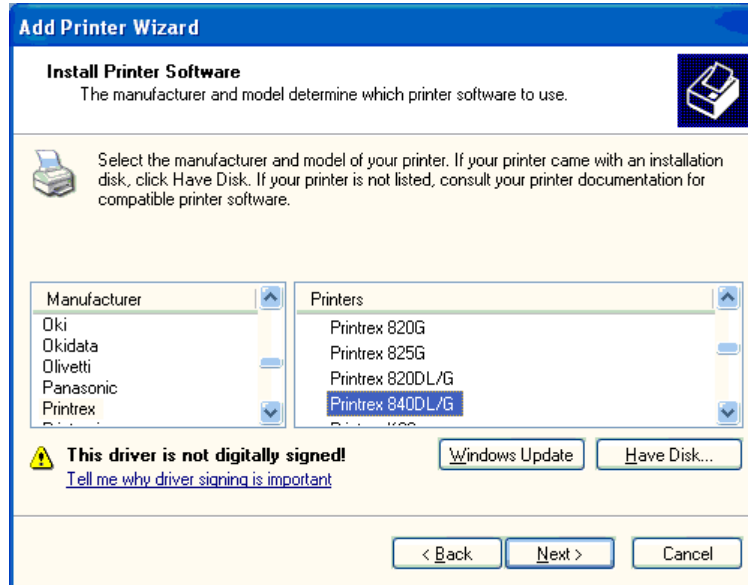 Add Printer Wizard
Install Printer Software
The manufacturer and model determine which printer software to use.
Select the manufacturer and model of your printer. If your printer came with an installation
disk, click Have Disk. If your printer is not listed, consult your printer documentation for
compatible printer software.
Manufacturer
Oki
Okidata
Olivetti
Panasonic
Printrex
Printers
Printrex 820G
Printrex 825G
Printrex 820DL/G
Printrex 840DL/G
This driver is not digitally signed!
Tell me why driver signing is important
Windows Update
Have Disk...
< Back
Next >
Cancel